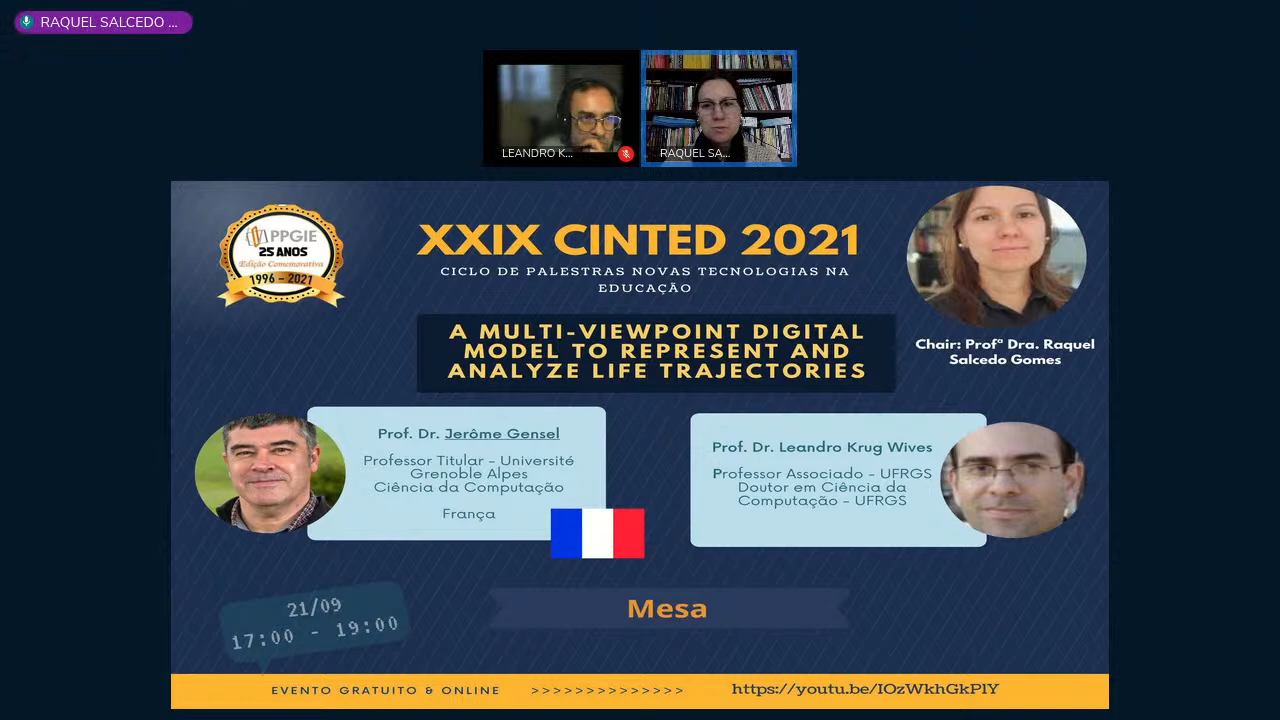 RAQUEL SALCEDO ...
LEANDRO K...
RAQUEL SA...
PPGIE
25 ANOS
Edição Comemorativa
1996 - 2021
XXIX CINTED 2021
CICLO DE PALESTRAS NOVAS TECNOLOGIAS NA
EDUCAÇÃO
A MULTI-VIEWPOINT DIGITAL
MODEL TO REPRESENT AND
ANALYZE LIFE TRAJECTORIES
Chair: Profª Dra. Raquel
Salcedo Gomes
Prof. Dr. Jerôme Gensel
Professor Titular - Université
Grenoble Alpes
Ciência da Computação
França
Prof. Dr. Leandro Krug Wives
Professor Associado - UFRGS
Doutor em Ciência da
Computação - UFRGS
21/09
17:00 - 19:00
Mesa
EVENTO GRATUITO & ONLINE >>>>>>>>>>>>>> https://youtu.be/IOzWkhGkPlY